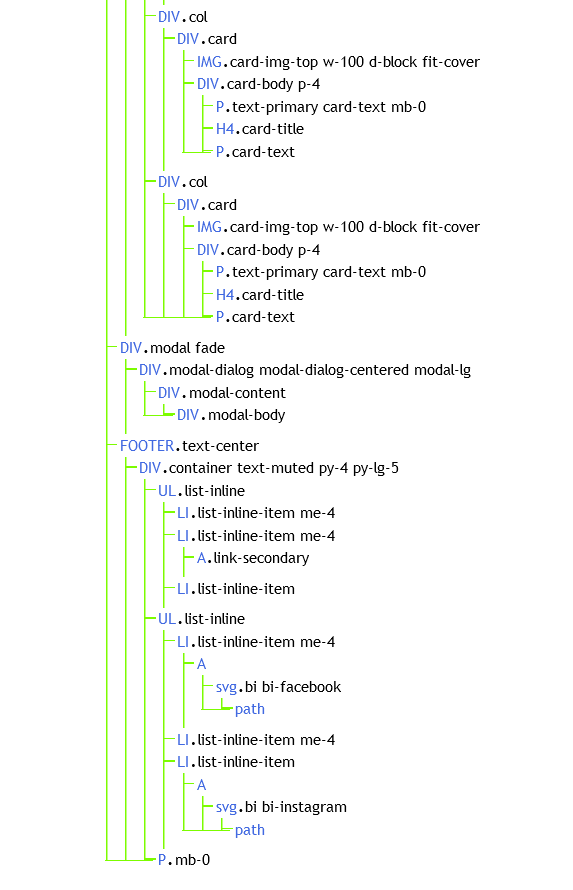 DIV.col
DIV.card
IMG.card-img-top w-100 d-block fit-cover
DIV.card-body p-4
P.text-primary card-text mb-0
H4.card-title
P.card-text
DIV.col
DIV.card
IMG.card-img-top w-100 d-block fit-cover
DIV.card-body p-4
P.text-primary card-text mb-0
H4.card-title
P.card-text
DIV.modal fade
DIV.modal-dialog modal-dialog-centered modal-lg
DIV.modal-content
DIV.modal-body
FOOTER.text-center
DIV.container text-muted py-4 py-lg-5
UL.list-inline
LI.list-inline-item me-4
LI.list-inline-item me-4
A.link-secondary
LI.list-inline-item
UL.list-inline
LI.list-inline-item me-4
A
svg.bi bi-facebook
path
LI.list-inline-item me-4
LI.list-inline-item
A
svg.bi bi-instagram
path
P.mb-0